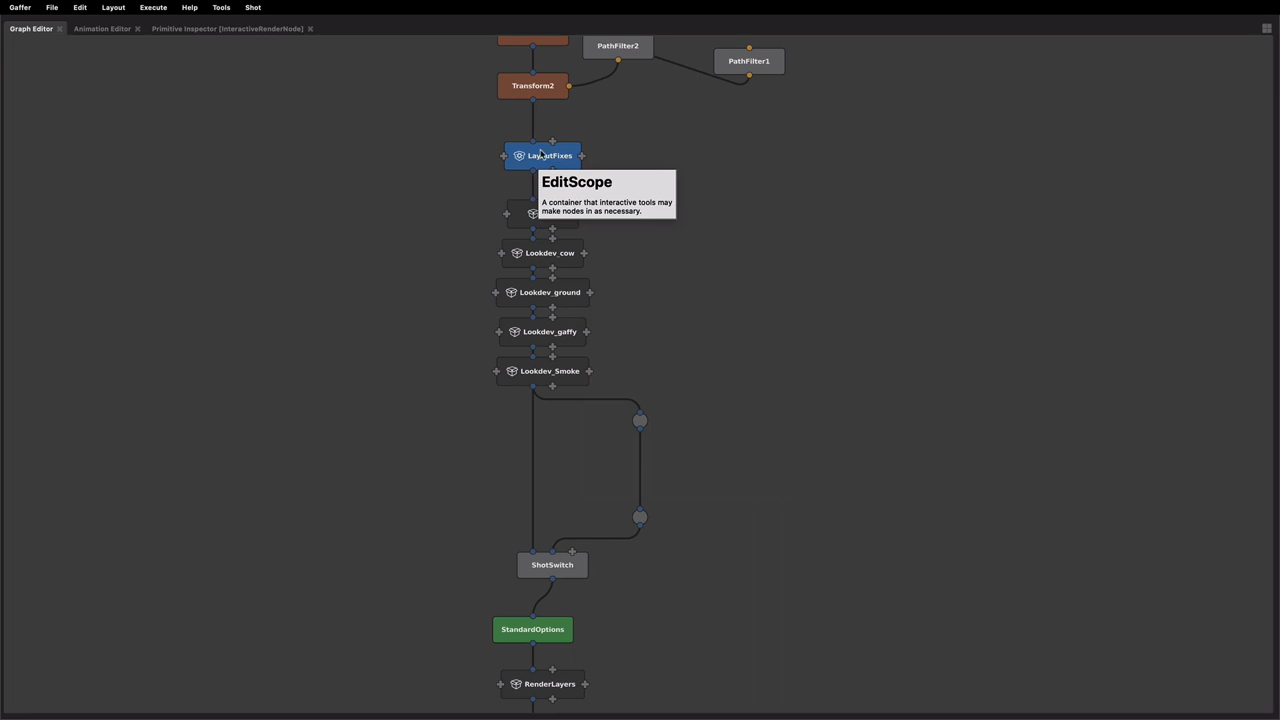 Gaffer File Edit Layout Execute Help Tools Shot
Graph Editor Animation Editor Primitive Inspector [InteractiveRenderNode]
PathFilter2
PathFilter1
Transform2
LayoutFixes
EditScope
A container that interactive tools may
make nodes in as necessary.
Lookdev_cow
Lookdev_ground
Lookdev_gaffy
Lookdev_Smoke
ShotSwitch
StandardOptions
RenderLayers